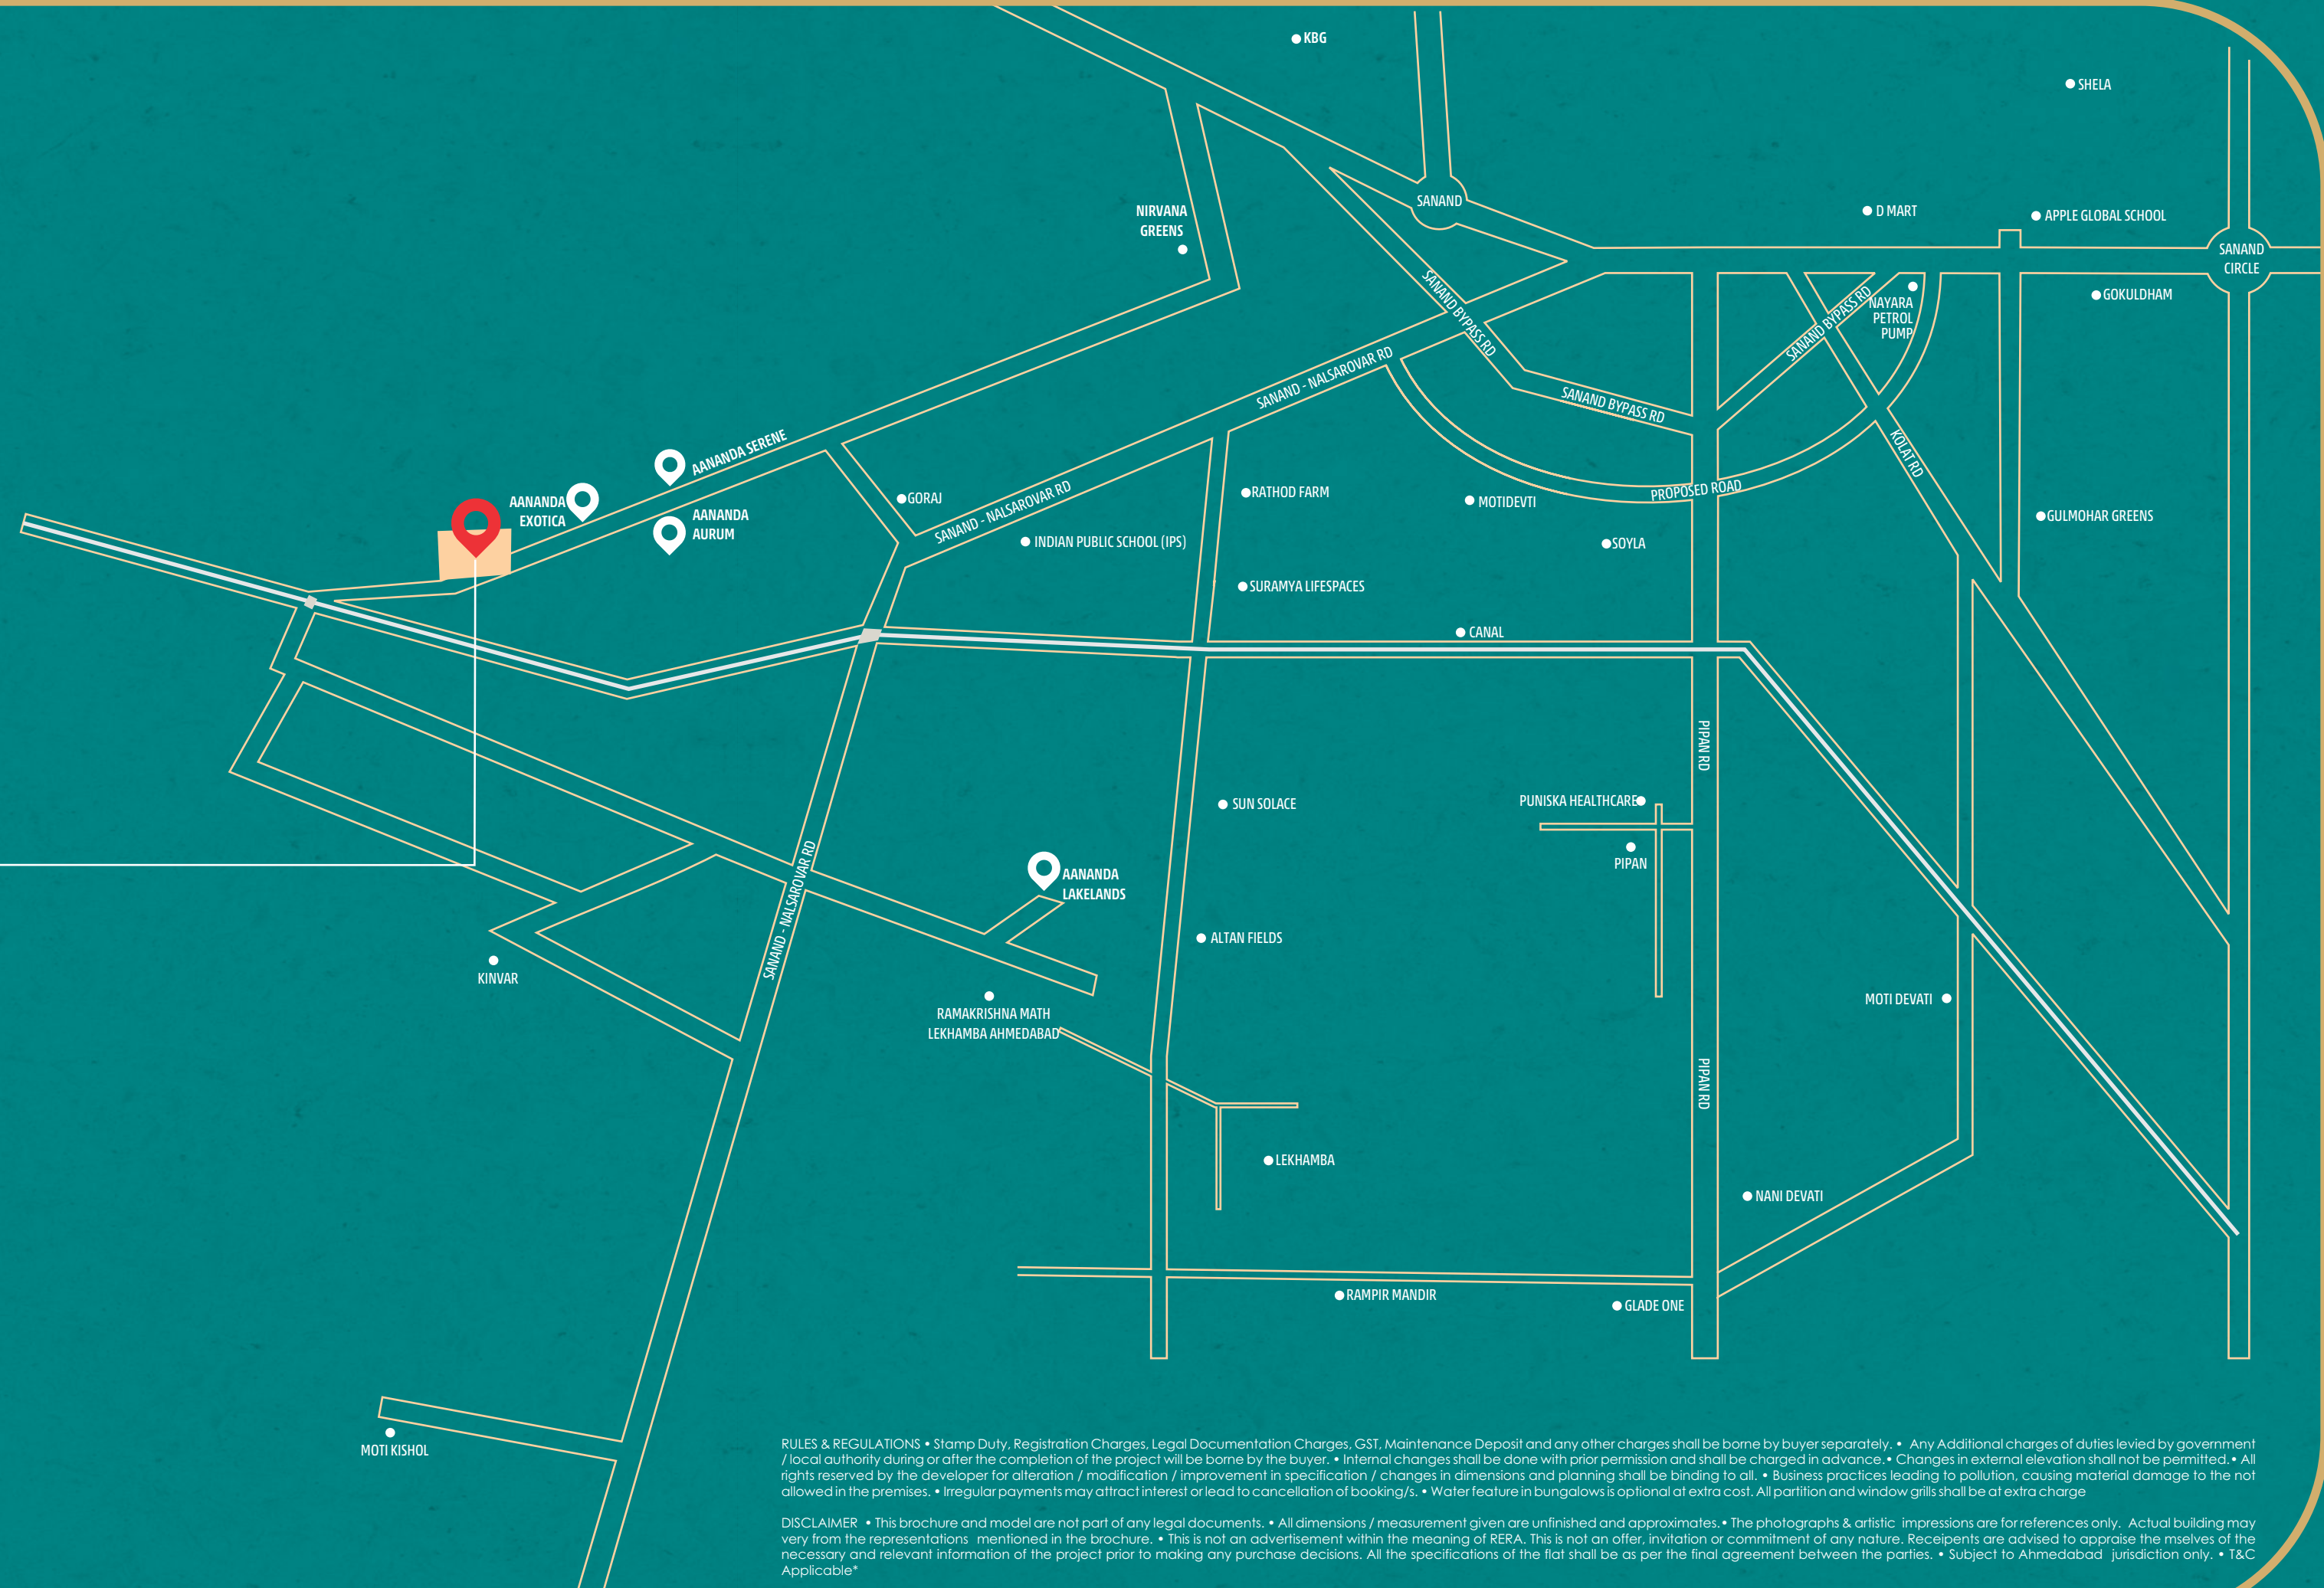 KBG
SHELA
SANAND
D MART
APPLE GLOBAL SCHOOL
NIRVANA
GREENS
SANAND
CIRCLE
GOKULDHAM
NAYARA
PETROL
PUMP
SANAND BYPASS RD
SANAND BYPASS RD
SANAND BYPASS RD
SANAND - NALSAROVAR RD
KOLAT RD
AANANDA SERENE
AANANDA
EXOTICA
AANANDA
AURUM
GORAJ
SANAND - NALSAROVAR RD
RATHOD FARM
MOTIDEVTI
PROPOSED ROAD
GULMOHAR GREENS
INDIAN PUBLIC SCHOOL (IPS)
SOYLA
SURAMYA LIFESPACES
CANAL
PIPAN RD
SUN SOLACE
PUNISKA HEALTHCARE
PIPAN
AANANDA
LAKELANDS
SANAND - NALSAROVAR RD
ALTAN FIELDS
KINVAR
MOTI DEVATI
RAMAKRISHNA MATH
LEKHAMBA AHMEDABAD
PIPAN RD
LEKHAMBA
NANI DEVATI
RAMPIR MANDIR
GLADE ONE
MOTI KISHOL
RULES & REGULATIONS • Stamp Duty, Registration Charges, Legal Documentation Charges, GST, Maintenance Deposit and any other charges shall be borne by buyer separately. • Any Additional charges of duties levied by government
/ local authority during or after the completion of the project will be borne by the buyer. • Internal changes shall be done with prior permission and shall be charged in advance. • Changes in external elevation shall not be permitted. • All
rights reserved by the developer for alteration / modification / improvement in specification / changes in dimensions and planning shall be binding to all. • Business practices leading to pollution, causing material damage to the not
allowed in the premises. • Irregular payments may attract interest or lead to cancellation of booking/s. • Water feature in bungalows is optional at extra cost. All partition and window grills shall be at extra charge
DISCLAIMER • This brochure and model are not part of any legal documents. • All dimensions / measurement given are unfinished and approximates. • The photographs & artistic impressions are for references only. Actual building may
very from the representations mentioned in the brochure. • This is not an advertisement within the meaning of RERA. This is not an offer, invitation or commitment of any nature. Receipents are advised to appraise the mselves of the
necessary and relevant information of the project prior to making any purchase decisions. All the specifications of the flat shall be as per the final agreement between the parties. • Subject to Ahmedabad jurisdiction only. • T&C
Applicable*